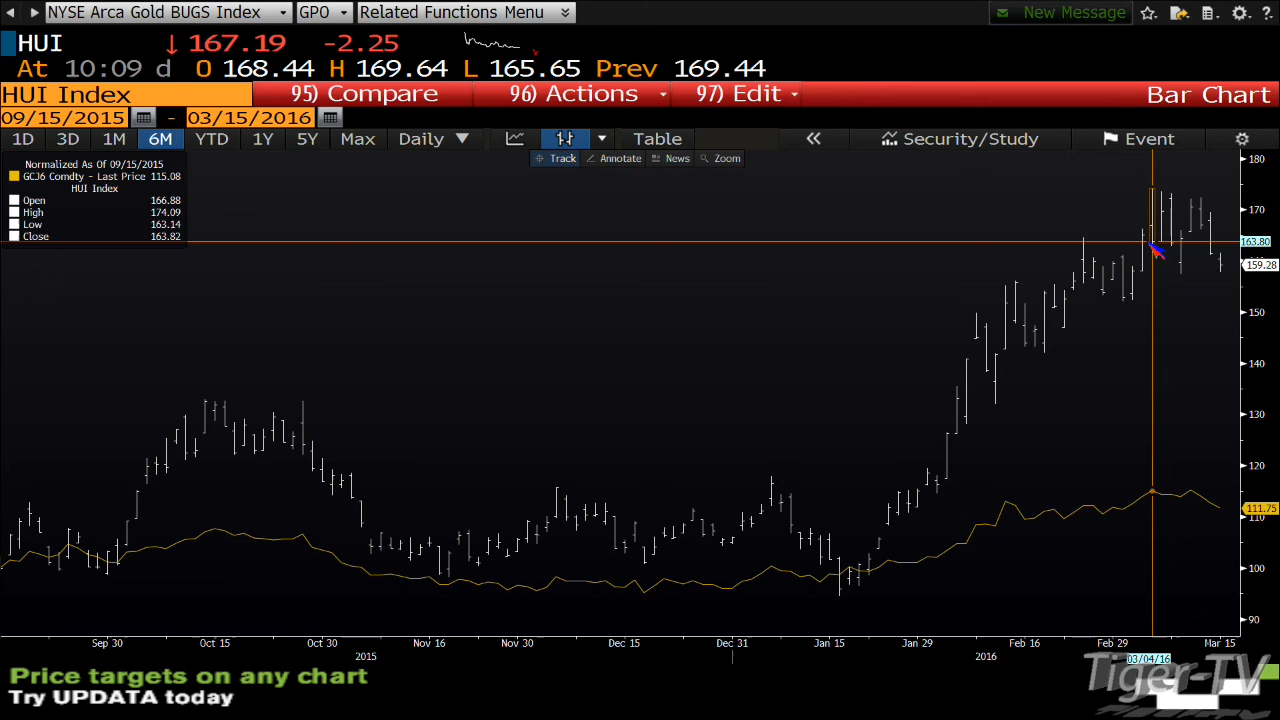 NYSE Arca Gold BUGS Index GPO Related Functions Menu New Message
HUI ↓ 167.19 -2.25
At 10:09 d O 168.44 H 169.64 L 165.65 Prev 169.44
HUI Index 95) Compare 96) Actions 97) Edit Bar Chart
09/15/2015 - 03/15/2016
1D 3D 1M 6M YTD 1Y 5Y Max Daily ▼ Table « Security/Study Event
Track Annotate News Zoom
Normalized As Of 09/15/2015
GCJ6 Comdty - Last Price 115.08
HUI Index
Open 166.88
High 174.09
Low 163.14
Close 163.82
180
170
163.80
159.28
150
140
130
120
111.75
110
100
90
Sep 30 Oct 15 Oct 30 Nov 16 Nov 30 Dec 15 Dec 31 Jan 15 Jan 29 Feb 16 Feb 29 Mar 15
2015 2016 03/04/16
Price targets on any chart
Try UPDATA today
Tiger-TV